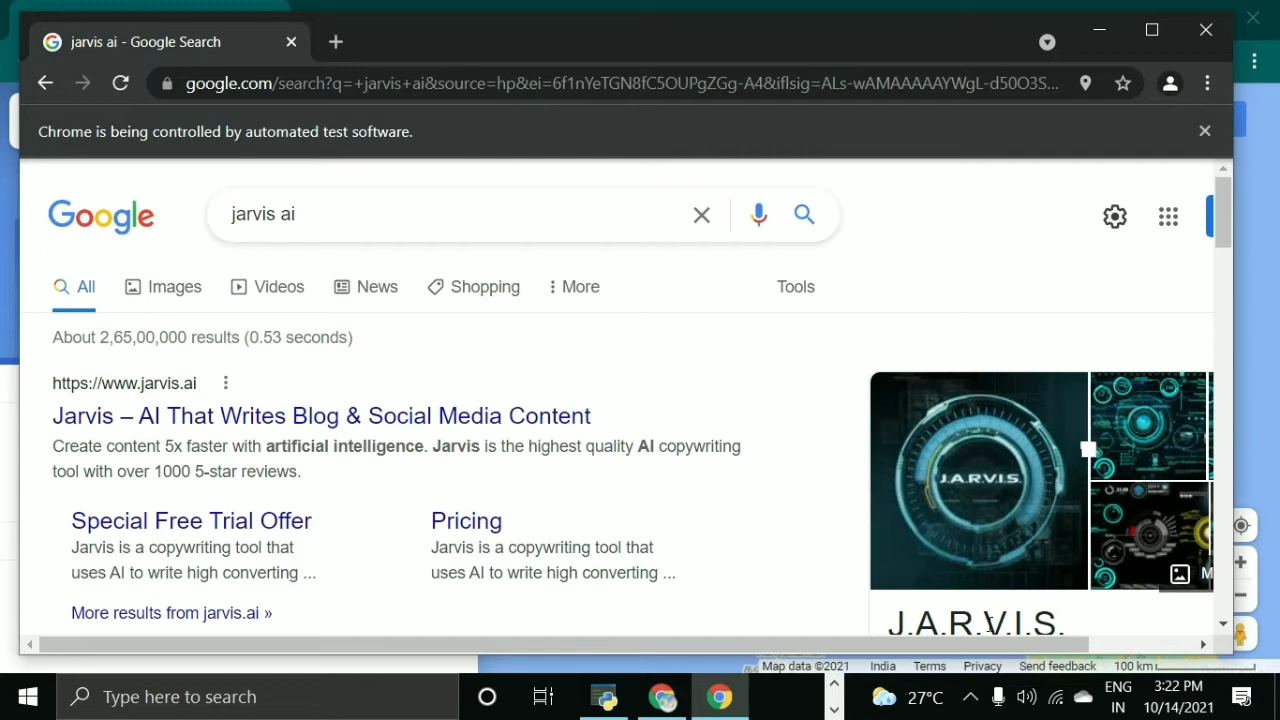 jarvis ai - Google Search
google.com/search?q=+jarvis+ai&source=hp&ei=6f1nYeTGN8fC5OUPgZGg-A4&iflsig=ALs-wAMAAAAAYWgL-d50O3S...
Chrome is being controlled by automated test software.
Google
jarvis ai
All
Images
Videos
News
Shopping
More
Tools
About 2,65,00,000 results (0.53 seconds)
https://www.jarvis.ai
Jarvis – AI That Writes Blog & Social Media Content
Create content 5x faster with artificial intelligence. Jarvis is the highest quality AI copywriting
tool with over 1000 5-star reviews.
Special Free Trial Offer
Jarvis is a copywriting tool that
uses AI to write high converting ...
Pricing
Jarvis is a copywriting tool that
uses AI to write high converting ...
More results from jarvis.ai »
J.A.R.V.I.S.
M
J.A.R.V.I.S.
Map data ©2021
India
Terms
Privacy
Send feedback
100 km
Type here to search
27°C
ENG
IN
3:22 PM
10/14/2021